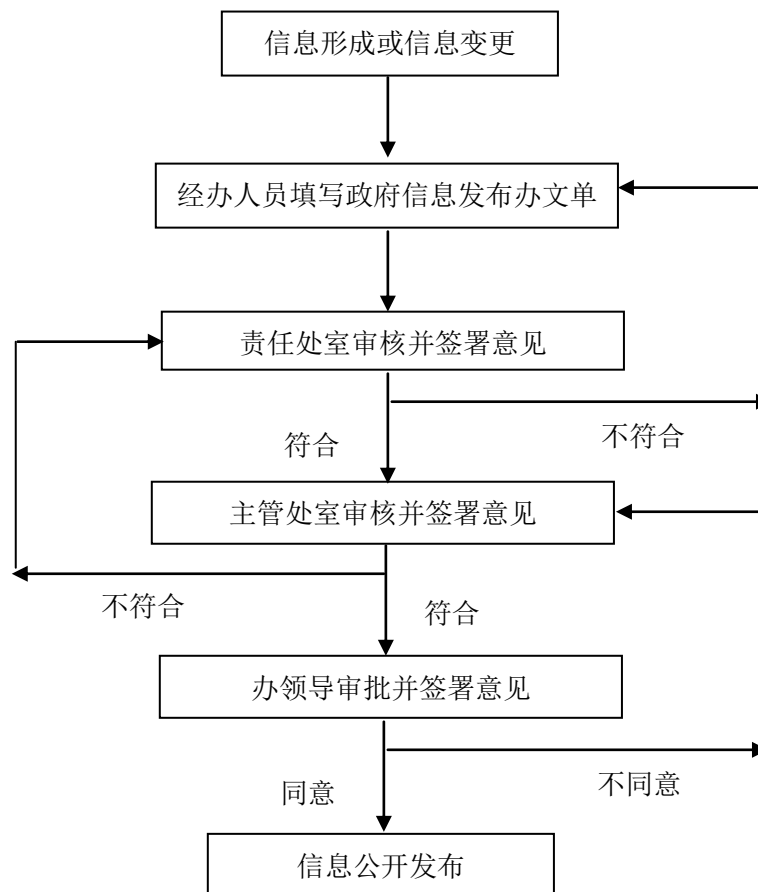 信息形成或信息变更
经办人员填写政府信息发布办文单
责任处室审核并签署意见
符合
不符合
主管处室审核并签署意见
不符合
符合
办领导审批并签署意见
同意
不同意
信息公开发布